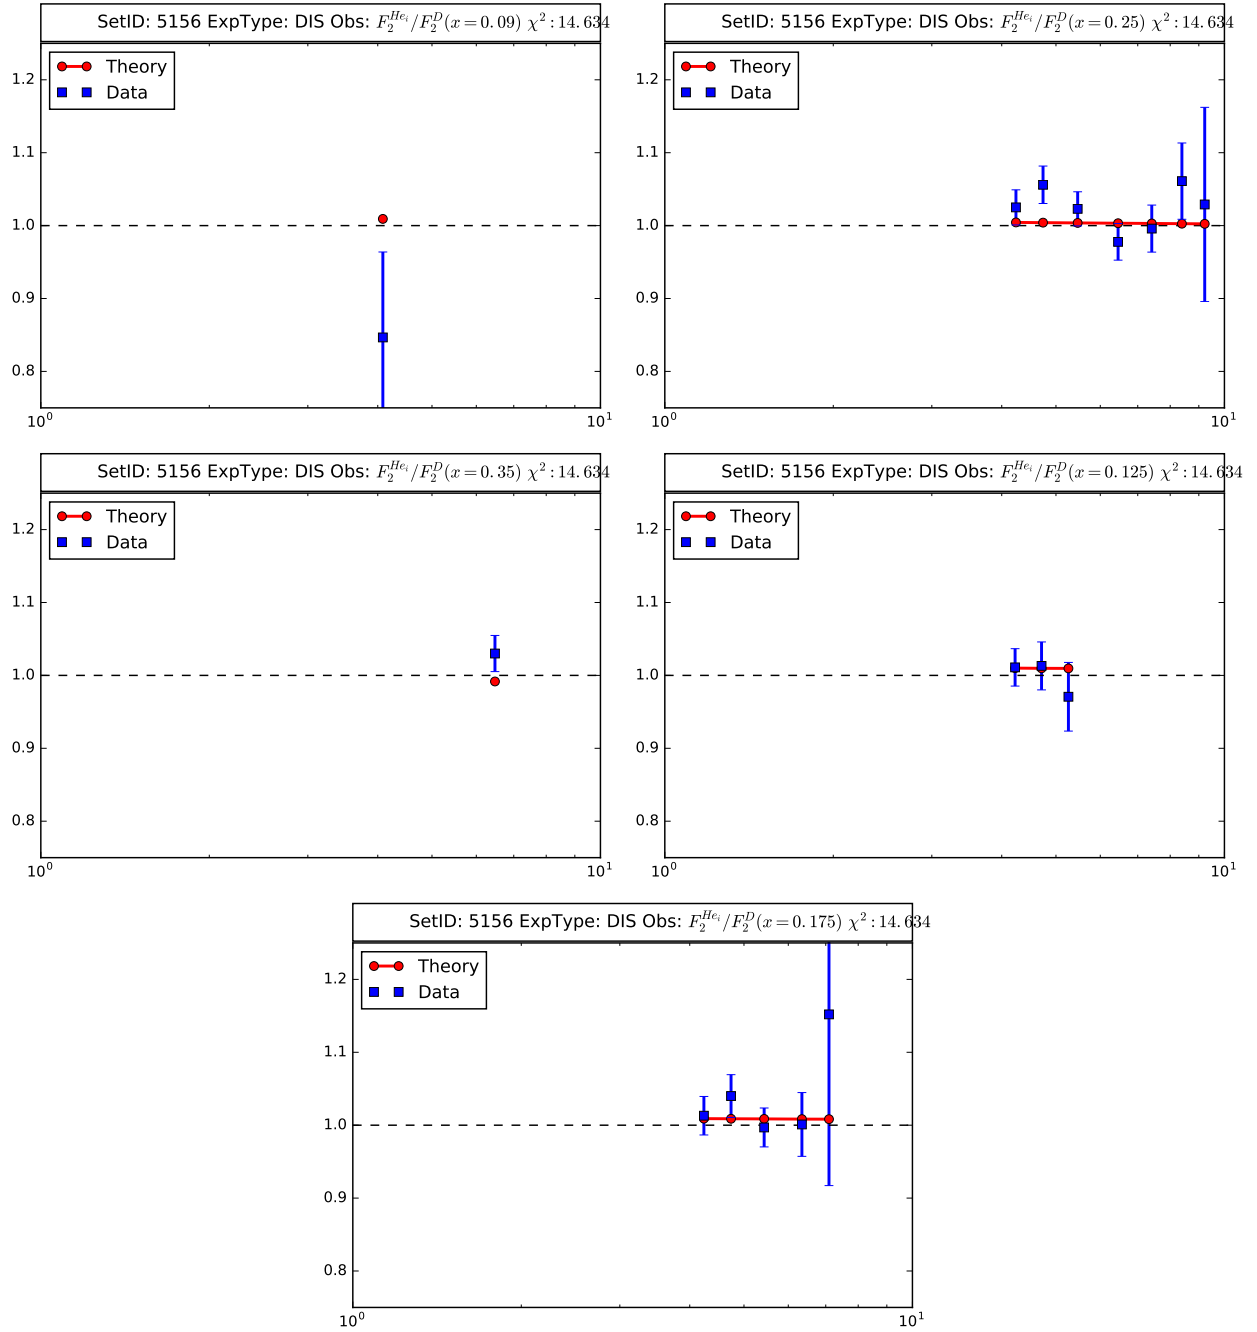 SetID: 5156 ExpType: DIS Obs: $F_2^{He_i}/F_2^D(x=0.09)$ $\chi^2:14.634$
Theory
Data
1.2
1.1
1.0
0.9
0.8
10^0 10^1
SetID: 5156 ExpType: DIS Obs: $F_2^{He_i}/F_2^D(x=0.25)$ $\chi^2:14.634$
Theory
Data
1.2
1.1
1.0
0.9
0.8
10^0 10^1
SetID: 5156 ExpType: DIS Obs: $F_2^{He_i}/F_2^D(x=0.35)$ $\chi^2:14.634$
Theory
Data
1.2
1.1
1.0
0.9
0.8
10^0 10^1
SetID: 5156 ExpType: DIS Obs: $F_2^{He_i}/F_2^D(x=0.125)$ $\chi^2:14.634$
Theory
Data
1.2
1.1
1.0
0.9
0.8
10^0 10^1
SetID: 5156 ExpType: DIS Obs: $F_2^{He_i}/F_2^D(x=0.175)$ $\chi^2:14.634$
Theory
Data
1.2
1.1
1.0
0.9
0.8
10^0 10^1